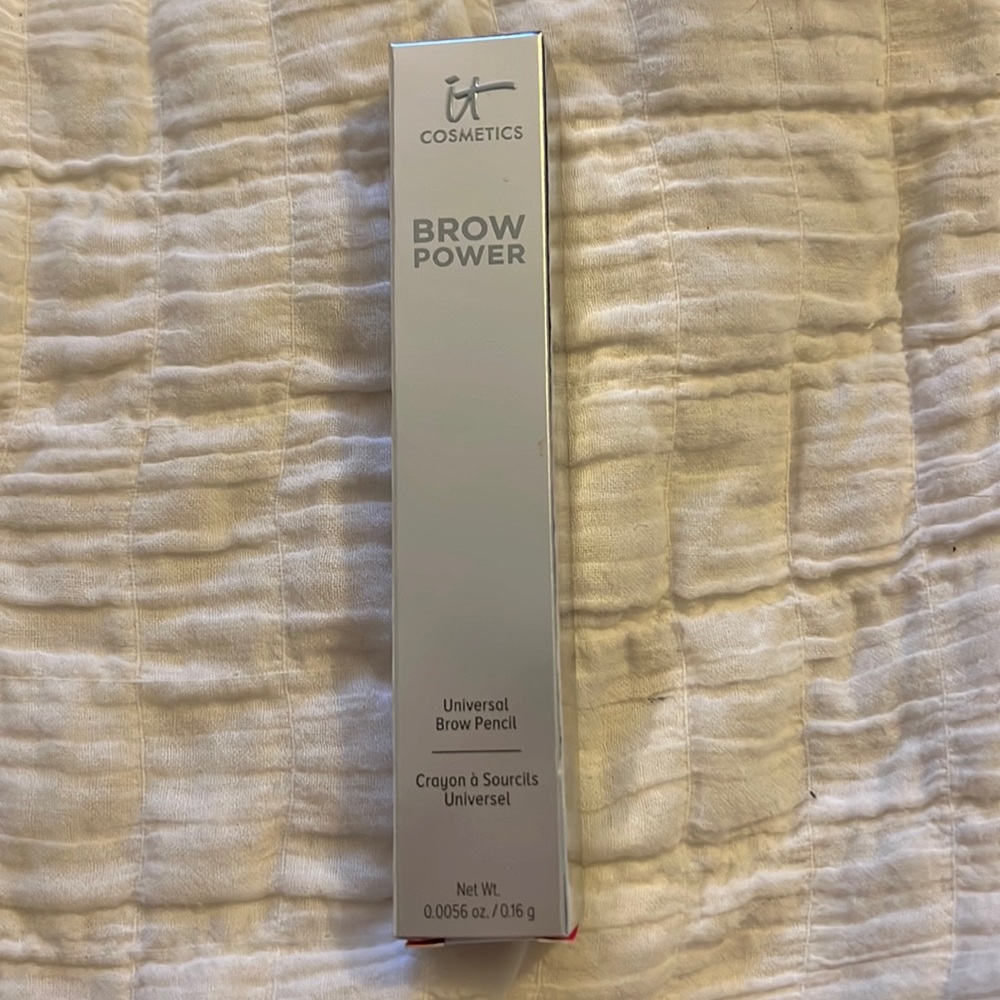 it
COSMETICS
BROW
POWER
Universal
Brow Pencil
Crayon à Sourcils
Universel
Net Wt.
0.0056 oz. / 0.16 g